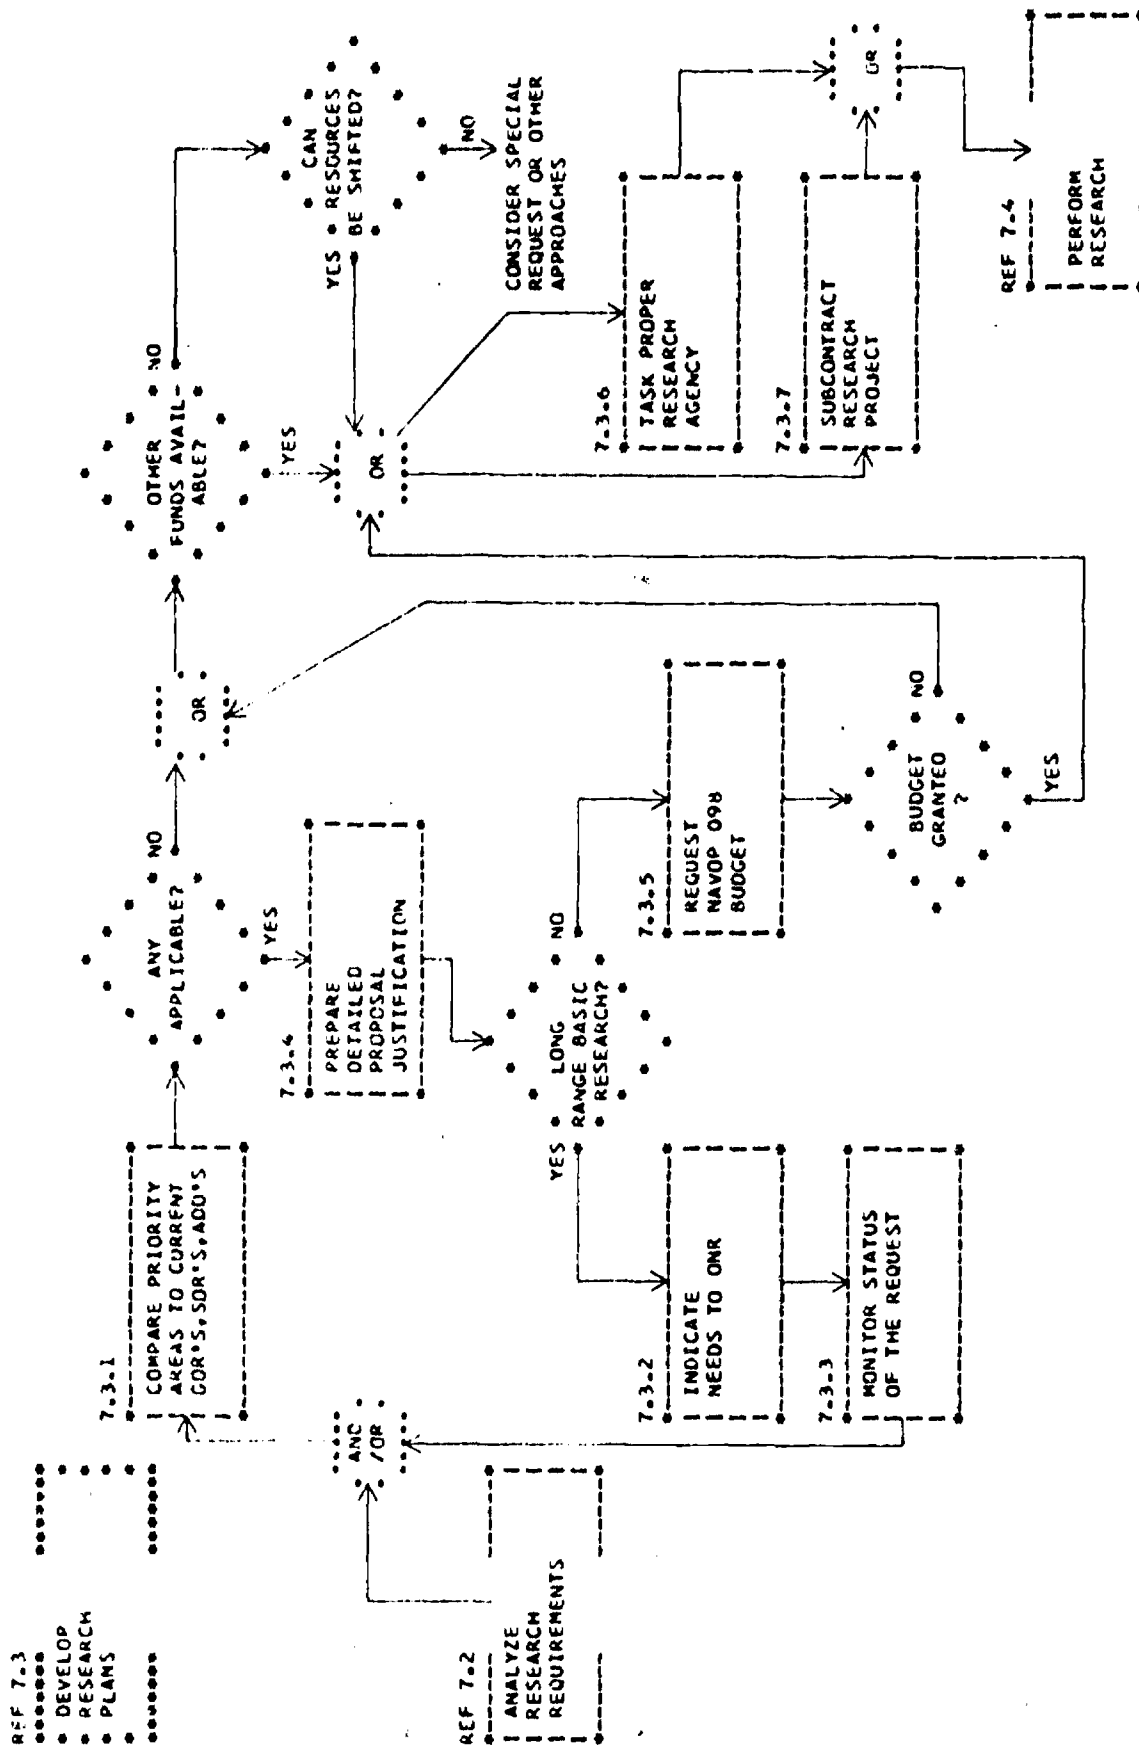 REF 7.3
DEVELOP
RESEARCH
PLANS
REF 7.2
ANALYZE
RESEARCH
REQUIREMENTS
AND
/OR
7.3.1
COMPARE PRIORITY
AREAS TO CURRENT
GOR'S,SOR'S,ADO'S
ANY
APPLICABLE?
NO
YES
OR
OTHER
FUNDS AVAIL-
ABLE?
NO
YES
CAN
RESOURCES
BE SHIFTED?
YES
NO
CONSIDER SPECIAL
REQUEST OR OTHER
APPROACHES
OR
7.3.4
PREPARE
DETAILED
PROPOSAL
JUSTIFICATION
LONG
RANGE BASIC
RESEARCH?
YES
NO
7.3.2
INDICATE
NEEDS TO ONR
7.3.3
MONITOR STATUS
OF THE REQUEST
7.3.5
REQUEST
NAVOP 098
BUDGET
BUDGET
GRANTED
?
NO
YES
7.3.6
TASK PROPER
RESEARCH
AGENCY
7.3.7
SUBCONTRACT
RESEARCH
PROJECT
OR
REF 7.4
PERFORM
RESEARCH